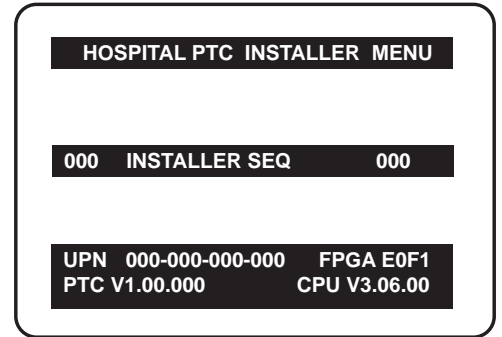 HOSPITAL PTC INSTALLER MENU
000 INSTALLER SEQ 000
UPN 000-000-000-000 FPGA E0F1
PTC V1.00.000 CPU V3.06.00